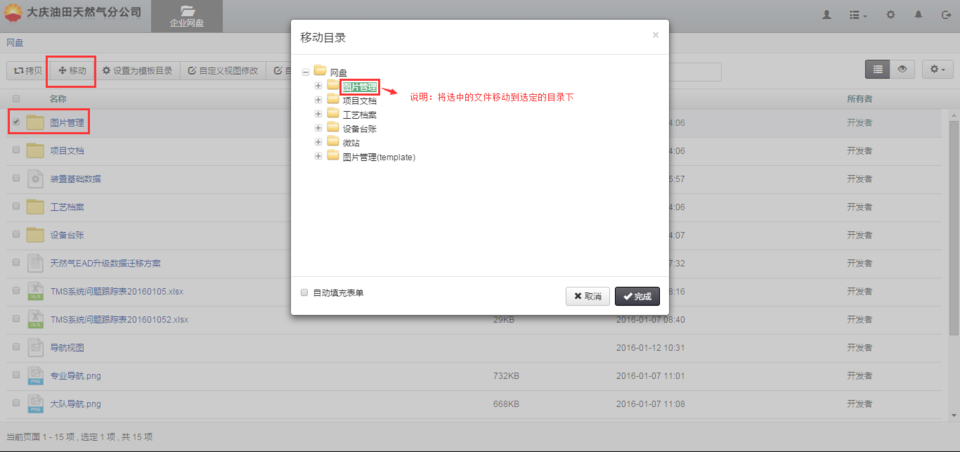 大庆油田天然气分公司
企业网盘
网盘
拷贝
移动
设置为模板目录
自定义视图修改
移动目录
×
网盘
图片管理
项目文档
工艺档案
设备台账
微站
图片管理(template)
说明：将选中的文件移动到选定的目录下
自动填充表单
取消
完成
名称
所有者
图片管理
4:06
开发者
项目文档
4:06
开发者
装置基础数据
5:57
开发者
工艺档案
4:06
开发者
设备台账
4:07
开发者
天然气EAD升级数据迁移方案
7:32
开发者
TMS系统问题跟踪表20160105.xlsx
8:16
开发者
TMS系统问题跟踪表201601052.xlsx
29KB
2016-01-07 08:40
开发者
导航视图
2016-01-12 10:31
开发者
专业导航.png
732KB
2016-01-07 11:01
开发者
大队导航.png
668KB
2016-01-07 11:08
开发者
当前页面 1 - 15 项 , 选定 1 项 , 共 15 项